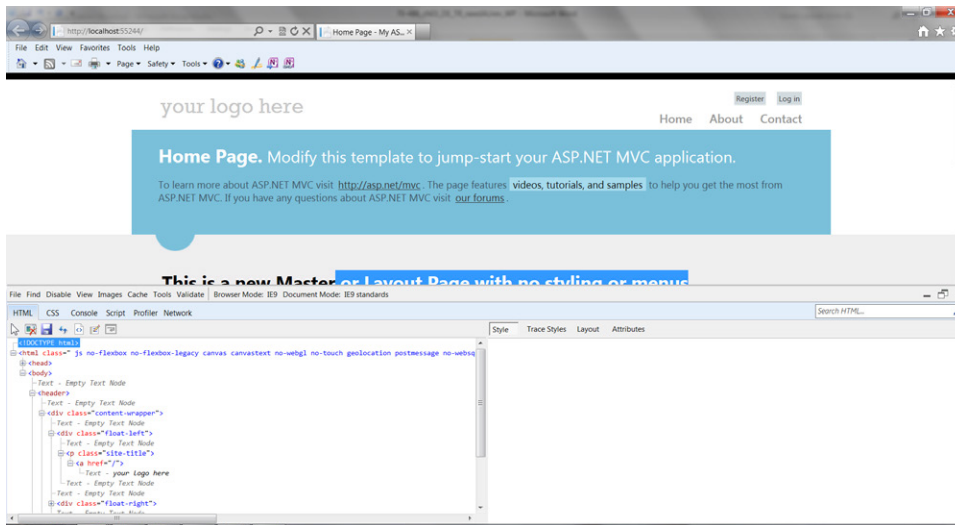 http://localhost:55244/
Home Page - My AS...
File Edit View Favorites Tools Help
Page Safety Tools
Register Log in
your logo here
Home About Contact
Home Page. Modify this template to jump-start your ASP.NET MVC application.
To learn more about ASP.NET MVC visit http://asp.net/mvc . The page features videos, tutorials, and samples to help you get the most from
ASP.NET MVC. If you have any questions about ASP.NET MVC visit our forums .
This is a new Master or Layout Page with no styling or menus
File Find Disable View Images Cache Tools Validate Browser Mode: IE9 Document Mode: IE9 standards
HTML CSS Console Script Profiler Network
Search HTML...
Style Trace Styles Layout Attributes
<!DOCTYPE html>
<html class=" js no-flexbox no-flexbox-legacy canvas canvastext no-webgl no-touch geolocation postmessage no-websq
<head>
<body>
Text - Empty Text Node
<header>
Text - Empty Text Node
<div class="content-wrapper">
Text - Empty Text Node
<div class="float-left">
Text - Empty Text Node
<p class="site-title">
<a href="/">
Text - your logo here
Text - Empty Text Node
Text - Empty Text Node
<div class="float-right">
Text - Empty Text Node